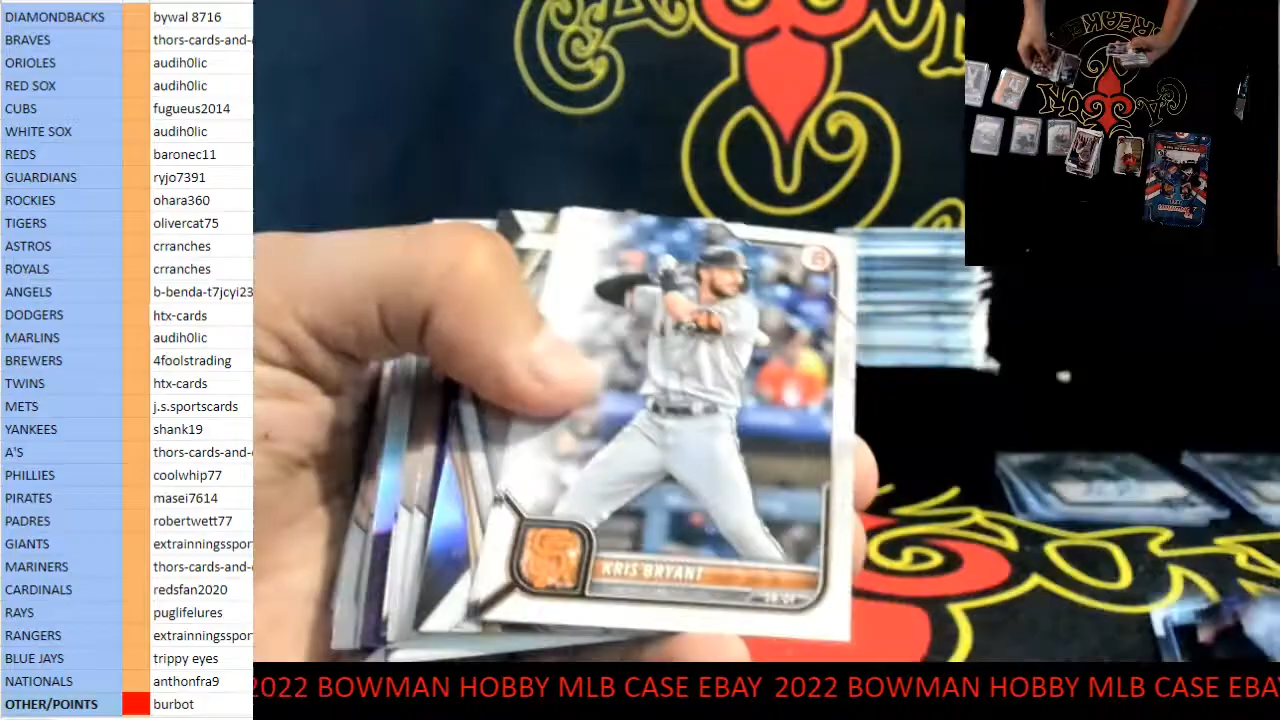 DIAMONDBACKS bywal 8716
BRAVES thors-cards-and-
ORIOLES audih0lic
RED SOX audih0lic
CUBS fugueus2014
WHITE SOX audih0lic
REDS baronec11
GUARDIANS ryjo7391
ROCKIES ohara360
TIGERS olivercat75
ASTROS crranches
ROYALS crranches
ANGELS b-benda-t7jcyi23
DODGERS htx-cards
MARLINS audih0lic
BREWERS 4foolstrading
TWINS htx-cards
METS j.s.sportscards
YANKEES shank19
A'S thors-cards-and-
PHILLIES coolwhip77
PIRATES masei7614
PADRES robertwett77
GIANTS extrainningsspor
MARINERS thors-cards-and-
CARDINALS redsfan2020
RAYS puglifelures
RANGERS extrainningsspor
BLUE JAYS trippy eyes
NATIONALS anthonfra9
OTHER/POINTS burbot
KRIS BRYANT
2022 BOWMAN HOBBY MLB CASE EBAY 2022 BOWMAN HOBBY MLB CASE EBA